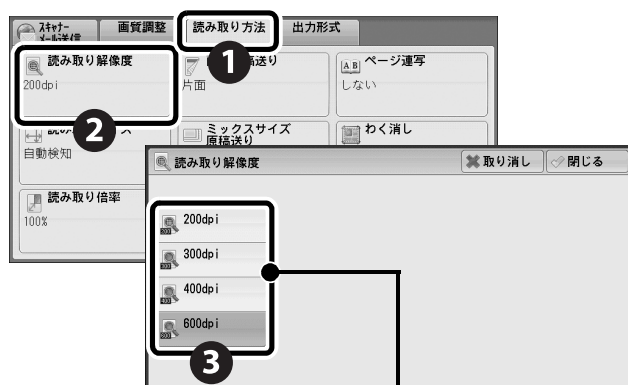 スキャナー
メール送信
画質調整
読み取り方法
出力形式
1
読み取り解像度
200dpi
2
稿送り
片面
ページ連写
しない
自動検知
ミックスサイズ
原稿送り
わく消し
読み取り倍率
100%
読み取り解像度
取り消し
閉じる
200dpi
300dpi
400dpi
600dpi
3